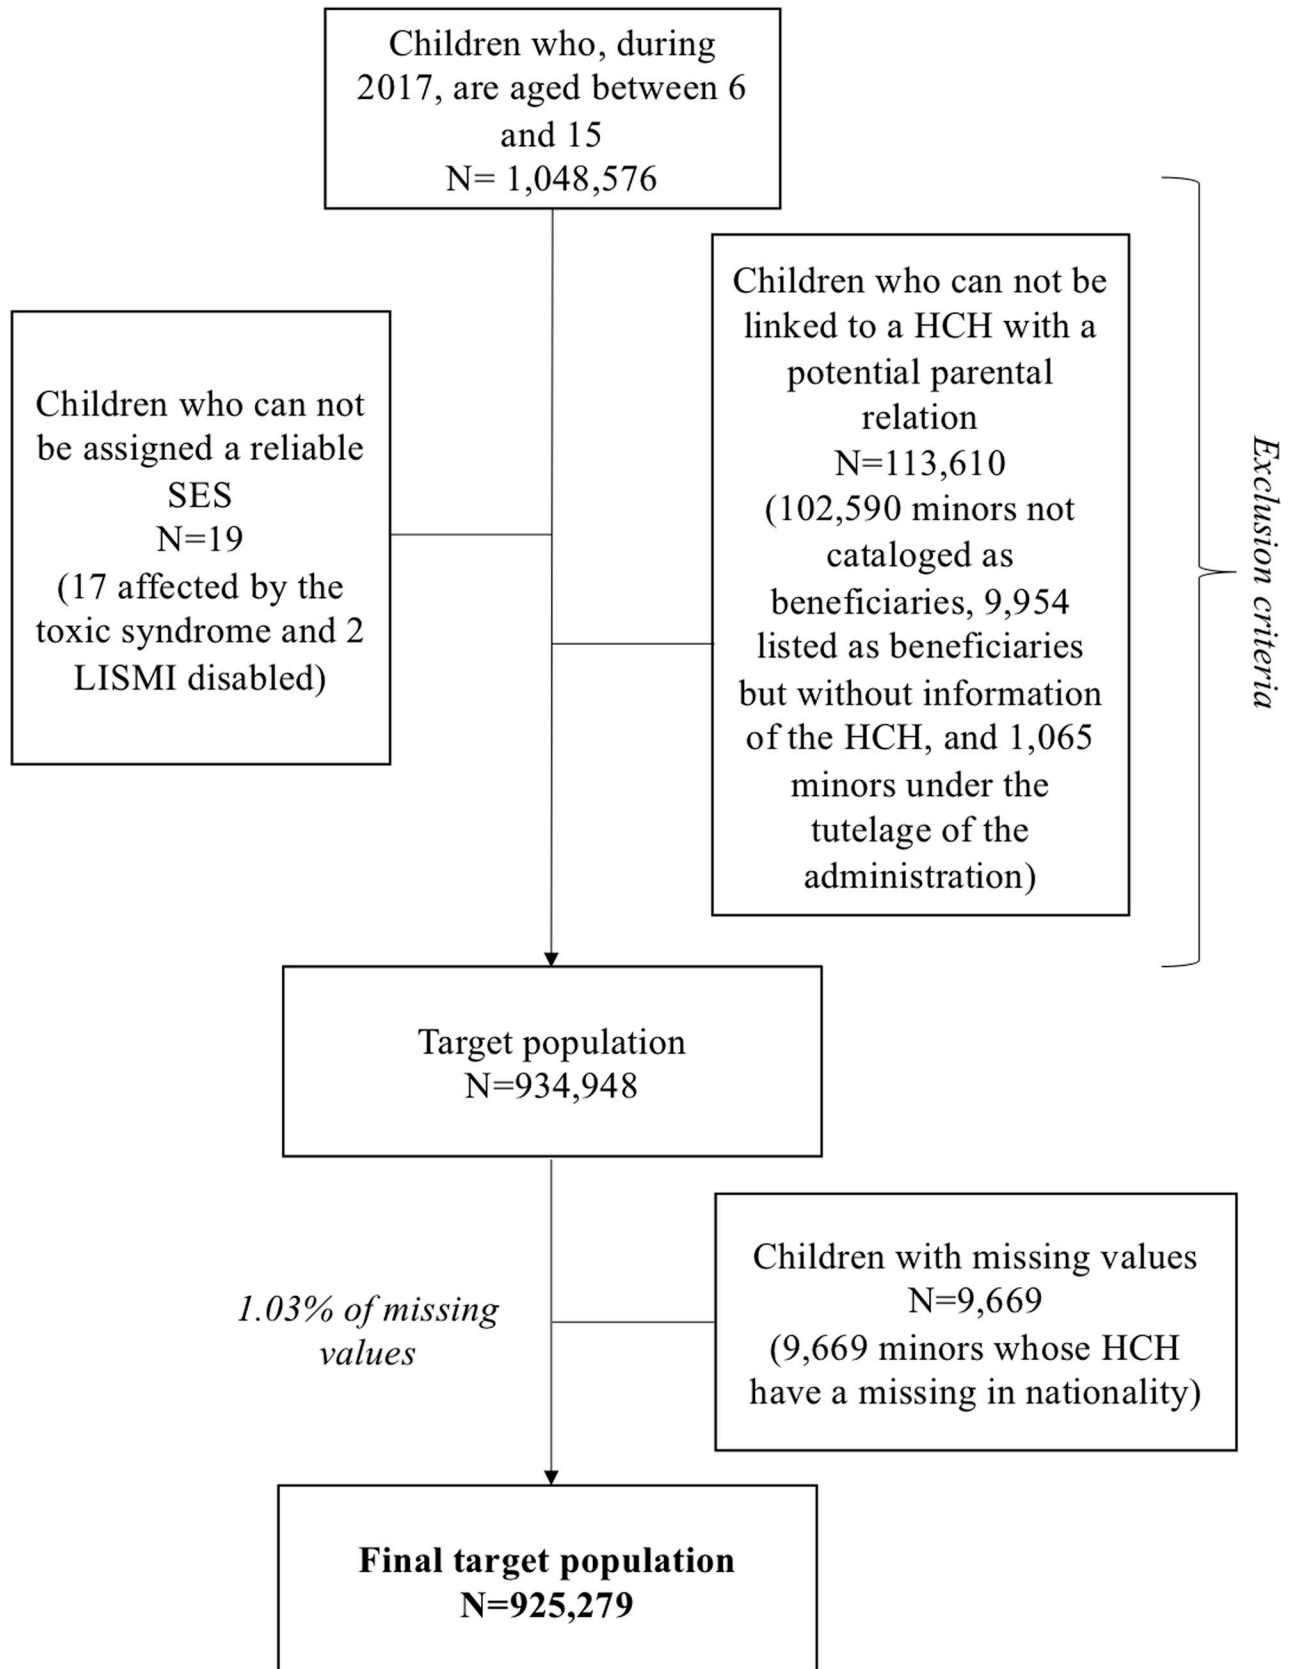 Children who, during
2017, are aged between 6
and 15
N= 1,048,576
Children who can not be
linked to a HCH with a
potential parental
relation
N=113,610
(102,590 minors not
cataloged as
beneficiaries, 9,954
listed as beneficiaries
but without information
of the HCH, and 1,065
minors under the
tutelage of the
administration)
Exclusion criteria
Children who can not
be assigned a reliable
SES
N=19
(17 affected by the
toxic syndrome and 2
LISMI disabled)
Target population
N=934,948
Children with missing values
N=9,669
(9,669 minors whose HCH
have a missing in nationality)
1.03% of missing
values
Final target population
N=925,279